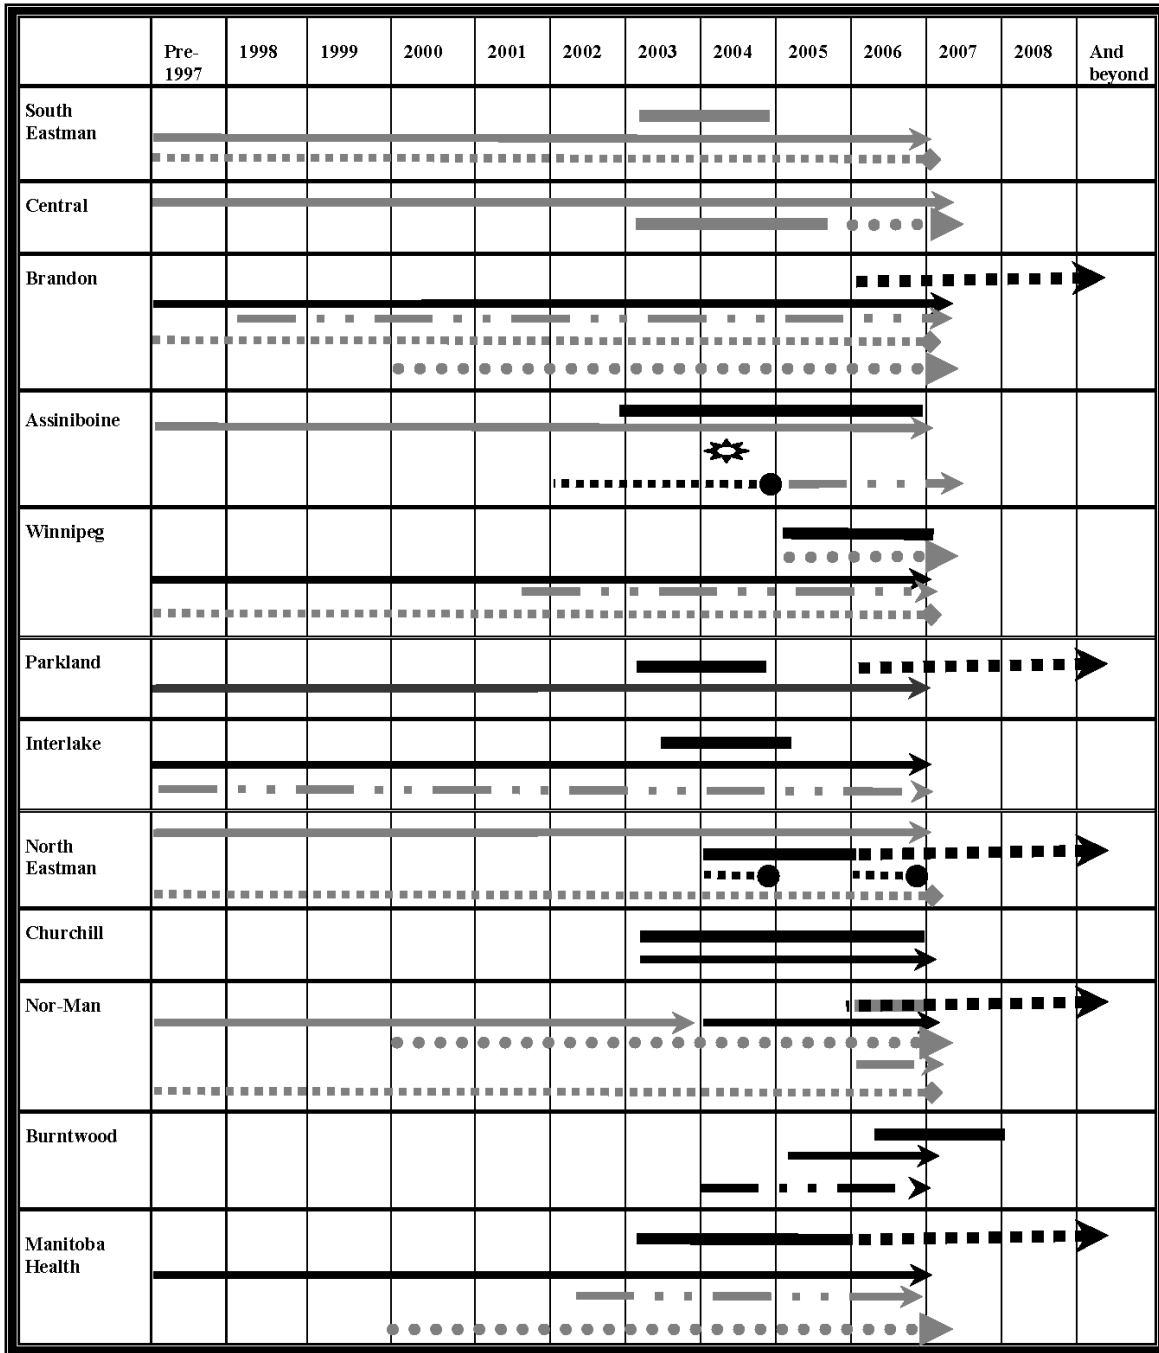 Pre-
1997
1998
1999
2000
2001
2002
2003
2004
2005
2006
2007
2008
And
beyond
South
Eastman
Central
Brandon
Assiniboine
Winnipeg
Parkland
Interlake
North
Eastman
Churchill
Nor-Man
Burntwood
Manitoba
Health